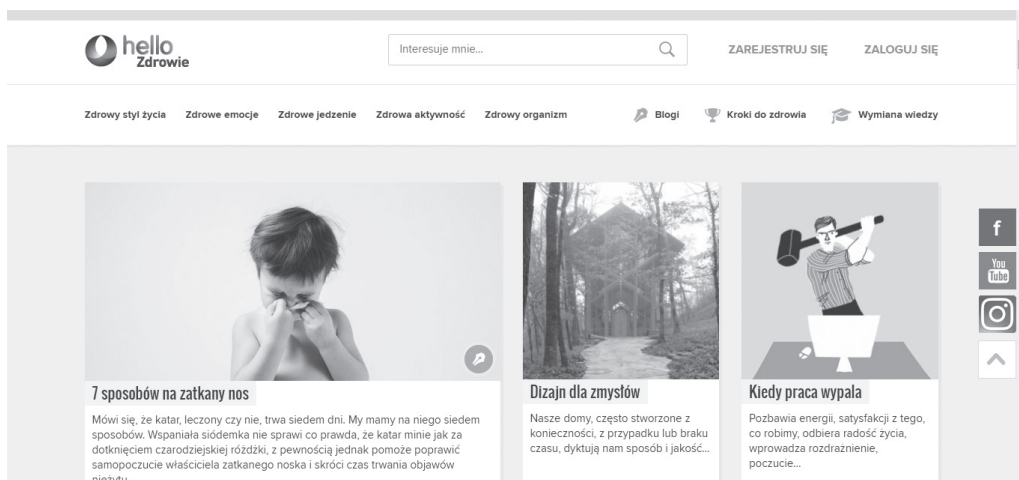 hello
Zdrowie
Interesuje mnie...
ZAREJESTRUJ SIĘ
ZALOGUJ SIĘ
Zdrowy styl życia
Zdrowe emocje
Zdrowe jedzenie
Zdrowa aktywność
Zdrowy organizm
Blogi
Kroki do zdrowia
Wymiana wiedzy
7 sposobów na zatkany nos
Mówi się, że katar, leczony czy nie, trwa siedem dni. My mamy na niego siedem
sposobów. Wspaniała siódemka nie sprawi co prawda, że katar minie jak za
dotknięciem czarodziejskiej różdżki, z pewnością jednak pomoże poprawić
samopoczucie właściciela zatkanego noska i skróci czas trwania objawów
nieżytu
Dizajn dla zmysłów
Nasze domy, często stworzone z
konieczności, z przypadku lub braku
czasu, dyktują nam sposób i jakość...
Kiedy praca wypala
Pozbawia energii, satysfakcji z tego,
co robimy, odbiera radość życia,
wprowadza rozdrażnienie,
poczucie...
f
You
Tube